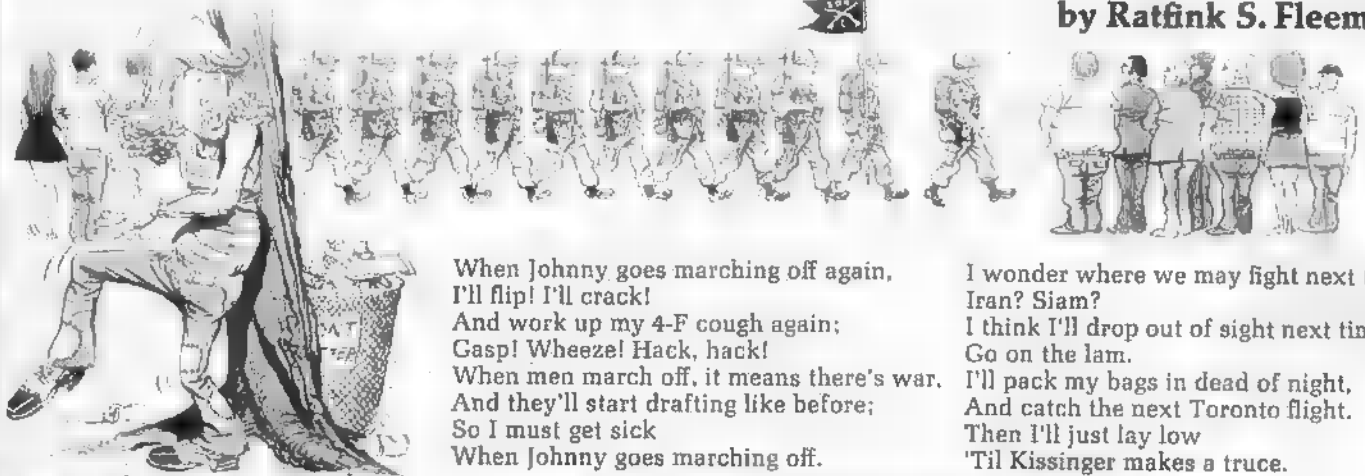 by Ratfink S. Fleem
When Johnny goes marching off again,
I'll flip! I'll crack!
And work up my 4-F cough again;
Gasp! Wheeze! Hack, hack!
When men march off, it means there's war.
And they'll start drafting like before;
So I must get sick
When Johnny goes marching off.
I wonder where we may fight next
Iran? Siam?
I think I'll drop out of sight next tim
Go on the lam.
I'll pack my bags in dead of night,
And catch the next Toronto flight.
Then I'll just lay low
'Til Kissinger makes a truce.